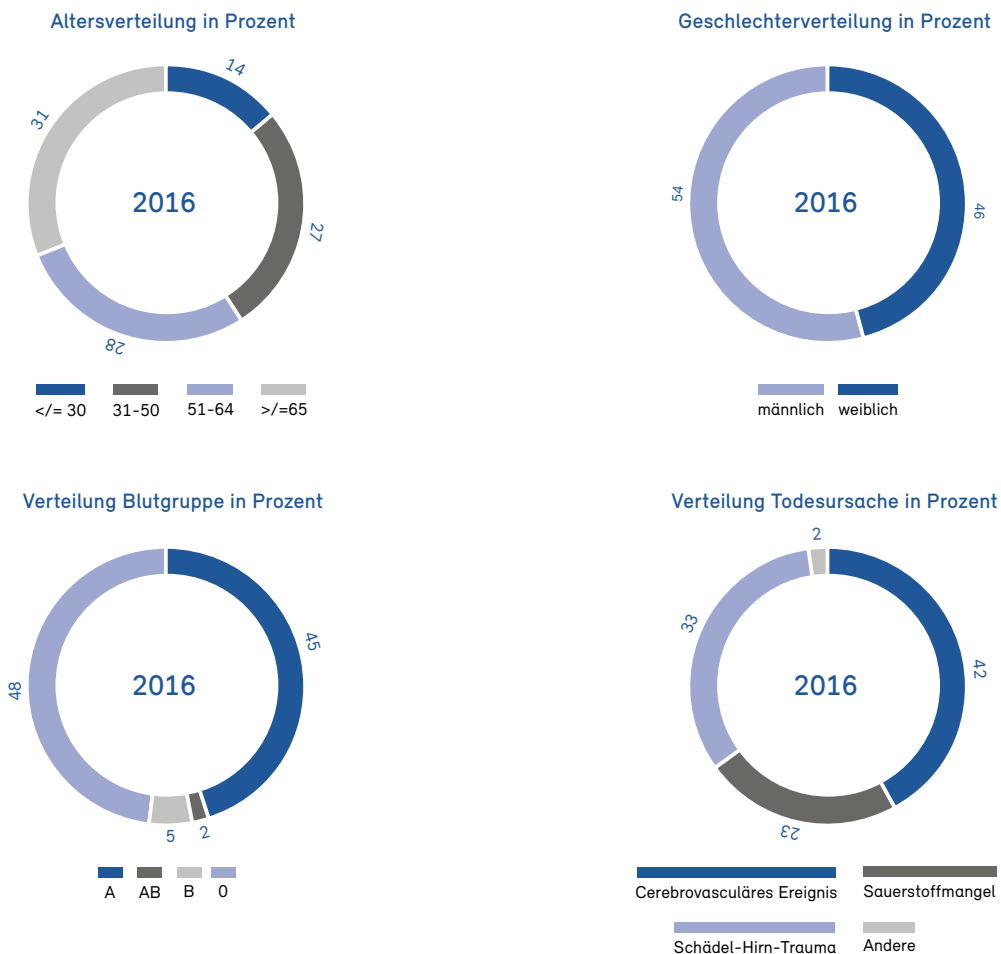 Altersverteilung in Prozent
14
27
28
31
2016
</= 30 31-50 51-64 >/=65
Geschlechterverteilung in Prozent
54
46
2016
männlich weiblich
Verteilung Blutgruppe in Prozent
45
2
5
48
2016
A AB B 0
Verteilung Todesursache in Prozent
2
33
42
23
2016
Cerebrovasculäres Ereignis Sauerstoffmangel
Schädel-Hirn-Trauma Andere